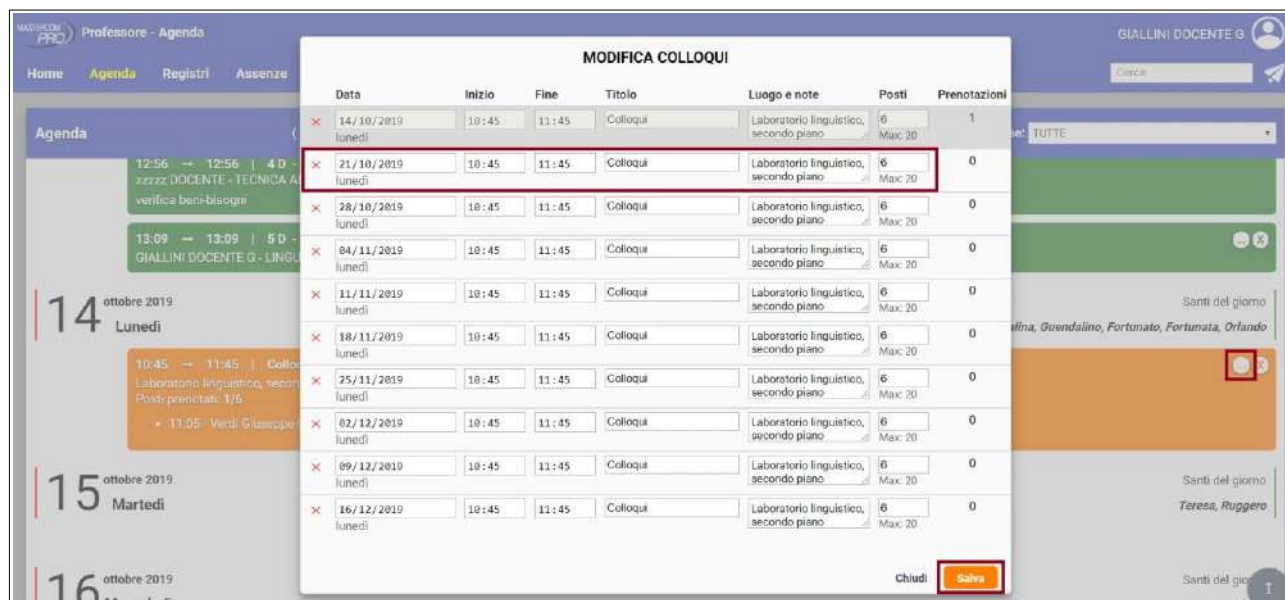 MASTERCOM PRO
Professore - Agenda
GIALLINI DOCENTE G
Home Agenda Registri Assenze
Cerca
MODIFICA COLLOQUI
Data Inizio Fine Titolo Luogo e note Posti Prenotazioni
14/10/2019 10:45 11:45 Colloqui Laboratorio linguistico, 6 1
lunedì secondo piano Max: 20
21/10/2019 10:45 11:45 Colloqui Laboratorio linguistico, 6 0
lunedì secondo piano Max: 20
28/10/2019 10:45 11:45 Colloqui Laboratorio linguistico, 6 0
lunedì secondo piano Max: 20
04/11/2019 10:45 11:45 Colloqui Laboratorio linguistico, 6 0
lunedì secondo piano Max: 20
11/11/2019 10:45 11:45 Colloqui Laboratorio linguistico, 6 0
lunedì secondo piano Max: 20
18/11/2019 10:45 11:45 Colloqui Laboratorio linguistico, 6 0
lunedì secondo piano Max: 20
25/11/2019 10:45 11:45 Colloqui Laboratorio linguistico, 6 0
lunedì secondo piano Max: 20
02/12/2019 10:45 11:45 Colloqui Laboratorio linguistico, 6 0
lunedì secondo piano Max: 20
09/12/2019 10:45 11:45 Colloqui Laboratorio linguistico, 6 0
lunedì secondo piano Max: 20
16/12/2019 10:45 11:45 Colloqui Laboratorio linguistico, 6 0
lunedì secondo piano Max: 20
Chiudi Salva
Agenda
TUTTE
12:56 → 12:56 | 4 D -
zzzzz DOCENTE - TECNICA
verifica beni-bisogni
13:09 → 13:09 | 5 D -
GIALLINI DOCENTE G - LINGU
14 ottobre 2019
Lunedì
Santi del giorno
Guendalino, Fortunato, Fortunata, Orlando
10:45 → 11:45 | Collo
Laboratorio linguistico, secon
Posti prenotati: 1/6
• 11:05 - Verdi Giuseppe
15 ottobre 2019
Martedì
Santi del giorno
Teresa, Ruggero
16 ottobre 2019
Santi del gio